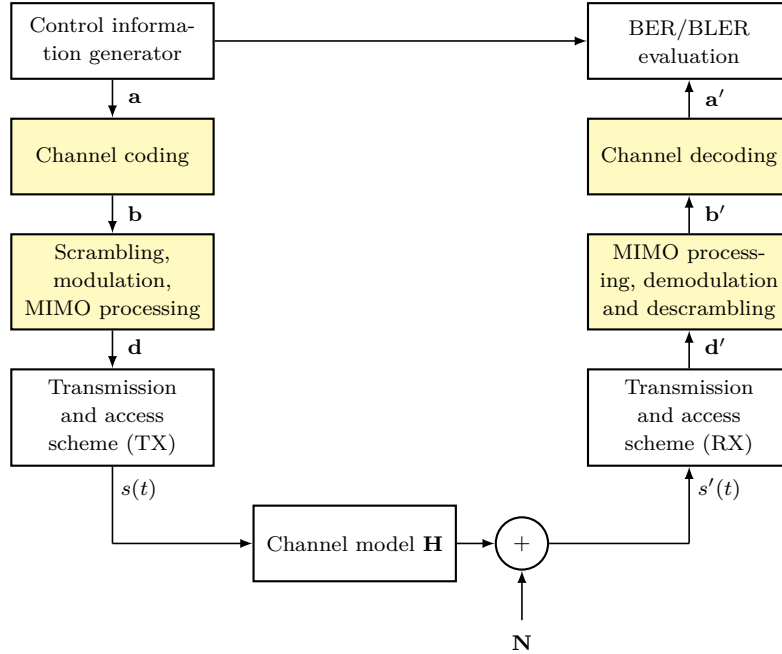 Control informa-
tion generator
BER/BLER
evaluation
a
a′
Channel coding
Channel decoding
b
b′
Scrambling,
modulation,
MIMO processing
MIMO process-
ing, demodulation
and descrambling
d
d′
Transmission
and access
scheme (TX)
Transmission
and access
scheme (RX)
s(t)
s′(t)
Channel model H
+
N